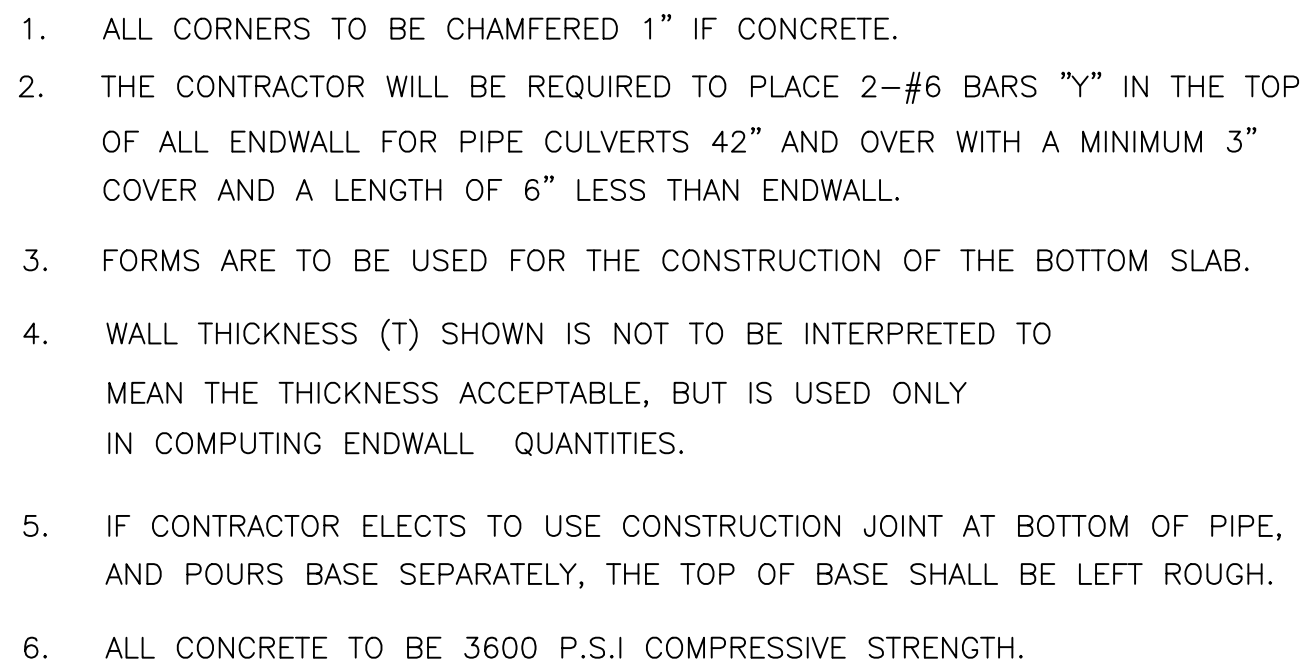 1. ALL CORNERS TO BE CHAMFERED 1” IF CONCRETE.
2. THE CONTRACTOR WILL BE REQUIRED TO PLACE 2-#6 BARS ”Y” IN THE TOP
OF ALL ENDWALL FOR PIPE CULVERTS 42” AND OVER WITH A MINIMUM 3”
COVER AND A LENGTH OF 6” LESS THAN ENDWALL.
3. FORMS ARE TO BE USED FOR THE CONSTRUCTION OF THE BOTTOM SLAB.
4. WALL THICKNESS (T) SHOWN IS NOT TO BE INTERPRETED TO
MEAN THE THICKNESS ACCEPTABLE, BUT IS USED ONLY
IN COMPUTING ENDWALL QUANTITIES.
5. IF CONTRACTOR ELECTS TO USE CONSTRUCTION JOINT AT BOTTOM OF PIPE,
AND POURS BASE SEPARATELY, THE TOP OF BASE SHALL BE LEFT ROUGH.
6. ALL CONCRETE TO BE 3600 P.S.I COMPRESSIVE STRENGTH.